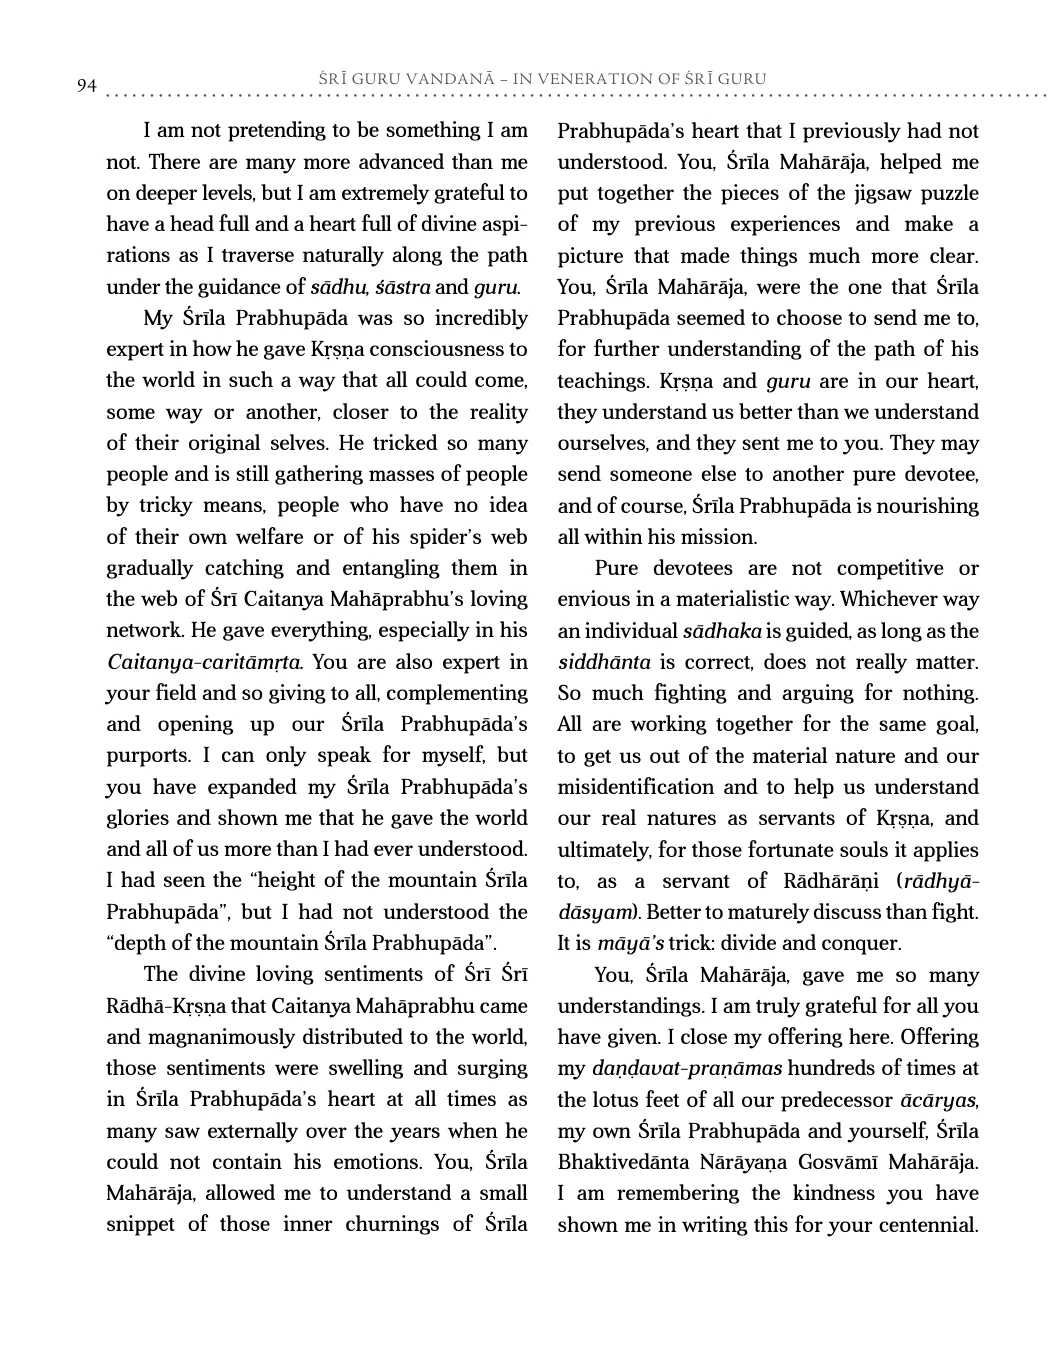 94
ŚRĪ GURU VANDANĀ – IN VENERATION OF ŚRĪ GURU
I am not pretending to be something I am
not. There are many more advanced than me
on deeper levels, but I am extremely grateful to
have a head full and a heart full of divine aspi-
rations as I traverse naturally along the path
under the guidance of sādhu, śāstra and guru.
My Śrīla Prabhupāda was so incredibly
expert in how he gave Kṛṣṇa consciousness to
the world in such a way that all could come,
some way or another, closer to the reality
of their original selves. He tricked so many
people and is still gathering masses of people
by tricky means, people who have no idea
of their own welfare or of his spider’s web
gradually catching and entangling them in
the web of Śrī Caitanya Mahāprabhu’s loving
network. He gave everything, especially in his
Caitanya-caritāmṛta. You are also expert in
your field and so giving to all, complementing
and opening up our Śrīla Prabhupāda’s
purports. I can only speak for myself, but
you have expanded my Śrīla Prabhupāda’s
glories and shown me that he gave the world
and all of us more than I had ever understood.
I had seen the “height of the mountain Śrīla
Prabhupāda”, but I had not understood the
“depth of the mountain Śrīla Prabhupāda”.
The divine loving sentiments of Śrī Śrī
Rādhā-Kṛṣṇa that Caitanya Mahāprabhu came
and magnanimously distributed to the world,
those sentiments were swelling and surging
in Śrīla Prabhupāda’s heart at all times as
many saw externally over the years when he
could not contain his emotions. You, Śrīla
Mahārāja, allowed me to understand a small
snippet of those inner churnings of Śrīla
Prabhupāda’s heart that I previously had not
understood. You, Śrīla Mahārāja, helped me
put together the pieces of the jigsaw puzzle
of my previous experiences and make a
picture that made things much more clear.
You, Śrīla Mahārāja, were the one that Śrīla
Prabhupāda seemed to choose to send me to,
for further understanding of the path of his
teachings. Kṛṣṇa and guru are in our heart,
they understand us better than we understand
ourselves, and they sent me to you. They may
send someone else to another pure devotee,
and of course, Śrīla Prabhupāda is nourishing
all within his mission.
Pure devotees are not competitive or
envious in a materialistic way. Whichever way
an individual sādhaka is guided, as long as the
siddhānta is correct, does not really matter.
So much fighting and arguing for nothing.
All are working together for the same goal,
to get us out of the material nature and our
misidentification and to help us understand
our real natures as servants of Kṛṣṇa, and
ultimately, for those fortunate souls it applies
to, as a servant of Rādhārāṇi (rādhyā-
dāsyam). Better to maturely discuss than fight.
It is māyā’s trick: divide and conquer.
You, Śrīla Mahārāja, gave me so many
understandings. I am truly grateful for all you
have given. I close my offering here. Offering
my daṇḍavat-praṇāmas hundreds of times at
the lotus feet of all our predecessor ācāryas,
my own Śrīla Prabhupāda and yourself, Śrīla
Bhaktivedānta Nārāyaṇa Gosvāmī Mahārāja.
I am remembering the kindness you have
shown me in writing this for your centennial.